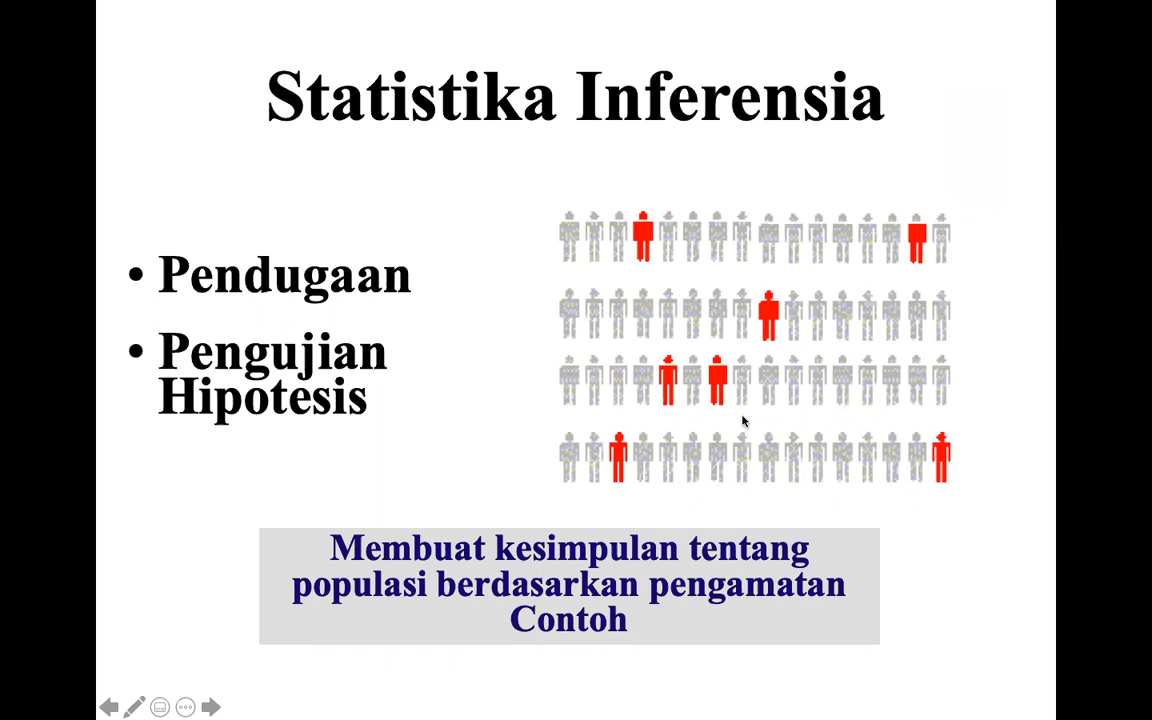 Statistika Inferensia
• Pendugaan
• Pengujian
Hipotesis
Membuat kesimpulan tentang
populasi berdasarkan pengamatan
Contoh